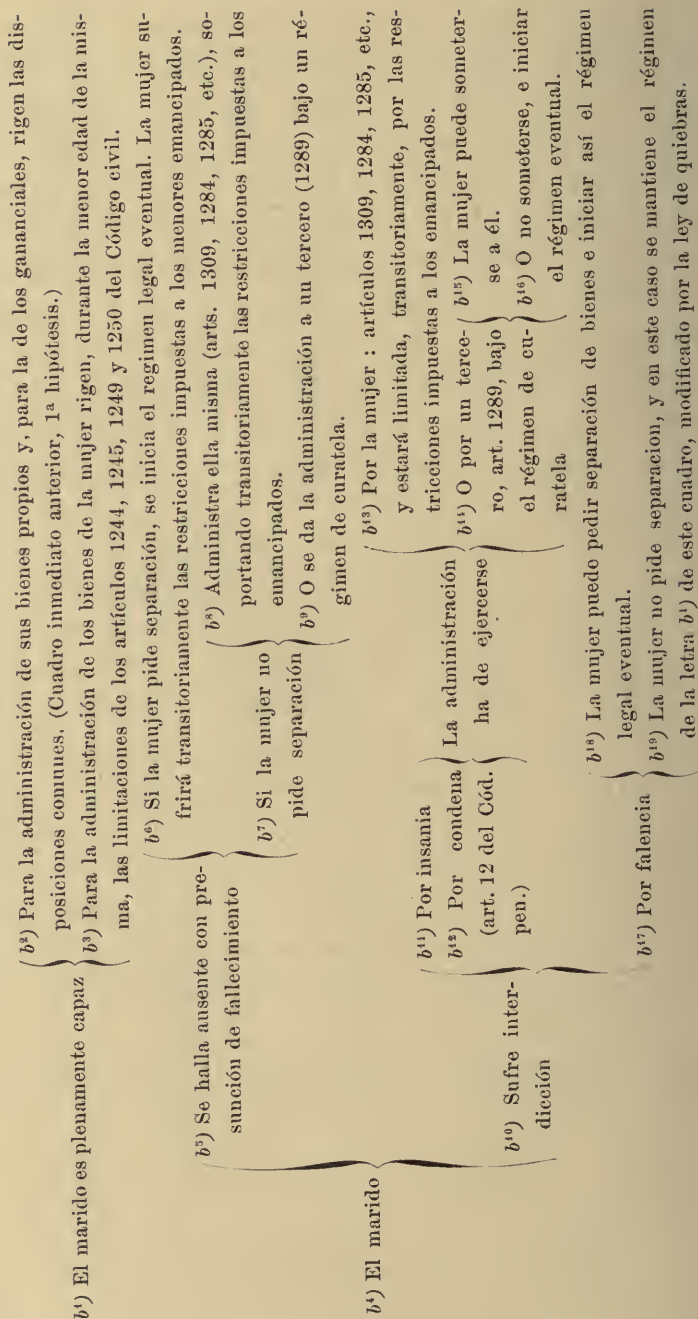 b¹) El marido es plenamente capaz
b²) Para la administración de sus bienes propios y, para la de los gananciales, rigen las dis-
posiciones comunes. (Cuadro inmediato anterior, 1ª hipótesis.)
b³) Para la administración de los bienes de la mujer rigen, durante la menor edad de la mis-
ma, las limitaciones de los artículos 1244, 1245, 1249 y 1250 del Código civil.
b⁴) El marido
b⁵) Se halla ausente con pre-
sunción de fallecimiento
b⁶) Si la mujer pide separación, se inicia el regimen legal eventual. La mujer su-
frirá transitoriamente las restricciones impuestas a los menores emancipados.
b⁷) Si la mujer no
pide separación
b⁸) Administra ella misma (arts. 1309, 1284, 1285, etc.), so-
portando transitoriamente las restricciones impuestas a los
emancipados.
b⁹) O se da la administración a un tercero (1289) bajo un ré-
gimen de curatela.
b¹⁰) Sufre inter-
dicción
b¹¹) Por insania
b¹²) Por condena
(art. 12 del Cód.
pen.)
La administración
ha de ejercerse
b¹³) Por la mujer : artículos 1309, 1284, 1285, etc.,
y estará limitada, transitoriamente, por las res-
tricciones impuestas a los emancipados.
b¹⁴) O por un terce-
ro, art. 1289, bajo
el régimen de cu-
ratela
b¹⁵) La mujer puede someter-
se a él.
b¹⁶) O no someterse, e iniciar
el régimen eventual.
b¹⁷) Por falencia
b¹⁸) La mujer puedo pedir separación de bienes e iniciar así el régimen
legal eventual.
b¹⁹) La mujer no pide separacion, y en este caso se mantiene el régimen
de la letra b¹) de este cuadro, modificado por la ley de quiebras.